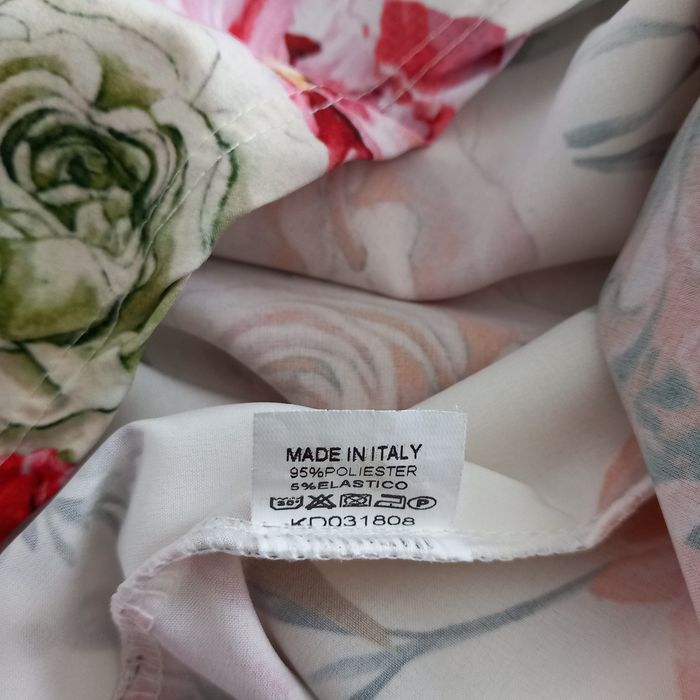 MADE IN ITALY
95%POLIESTER
5%ELASTICO
KD031808